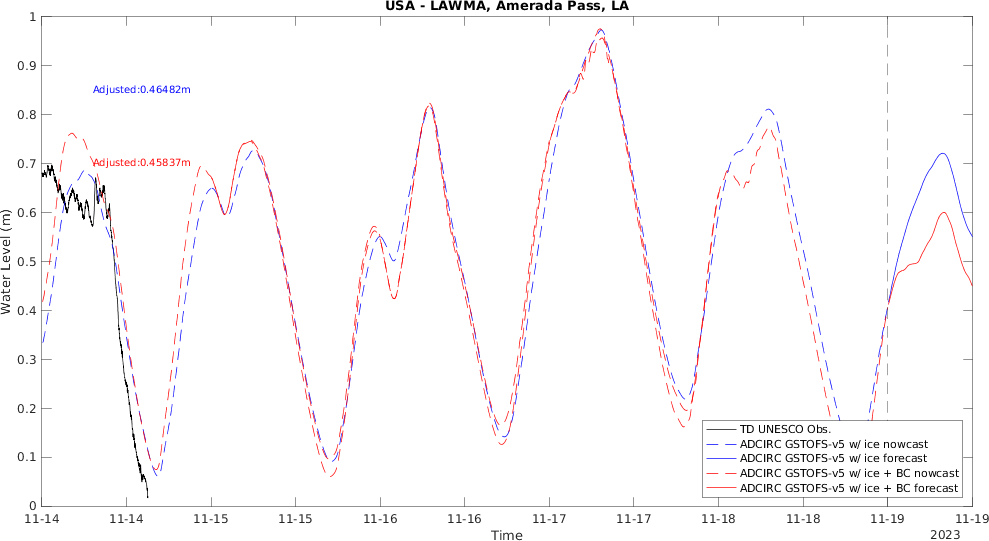 USA - LAWMA, Amerada Pass, LA
1
0.9
0.8
0.7
0.6
0.5
0.4
0.3
0.2
0.1
0
Water Level (m)
Adjusted:0.46482m
Adjusted:0.45837m
TD UNESCO Obs.
ADCIRC GSTOFS-v5 w/ ice nowcast
ADCIRC GSTOFS-v5 w/ ice forecast
ADCIRC GSTOFS-v5 w/ ice + BC nowcast
ADCIRC GSTOFS-v5 w/ ice + BC forecast
11-14 11-14 11-15 11-15 11-16 11-16 11-17 11-17 11-18 11-18 11-19 11-19
Time
2023